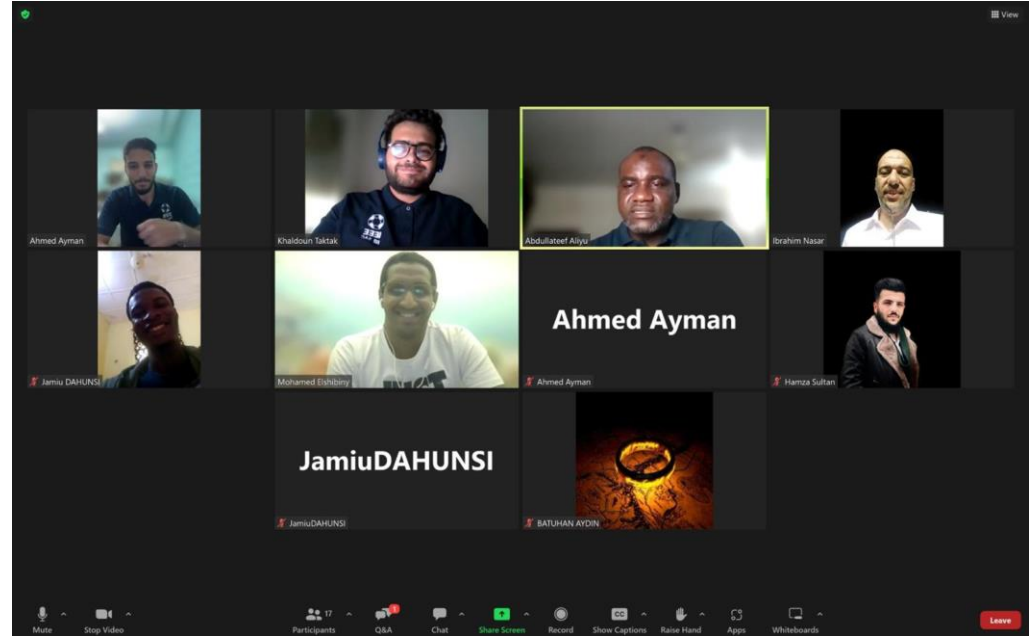 View
Ahmed Ayman
Khaldoun Taktak
Abdullateef Aliyu
Ibrahim Nasar
Jamiu DAHUNSI
Mohamed Elshibiny
Ahmed Ayman
Ahmed Ayman
Hamza Sultan
JamiuDAHUNSI
JamiuDAHUNSI
BATUHAN AYDIN
Mute
Stop Video
17
Participants
1
Q&A
Chat
Share Screen
Record
CC
Show Captions
Raise Hand
Apps
Whiteboards
Leave